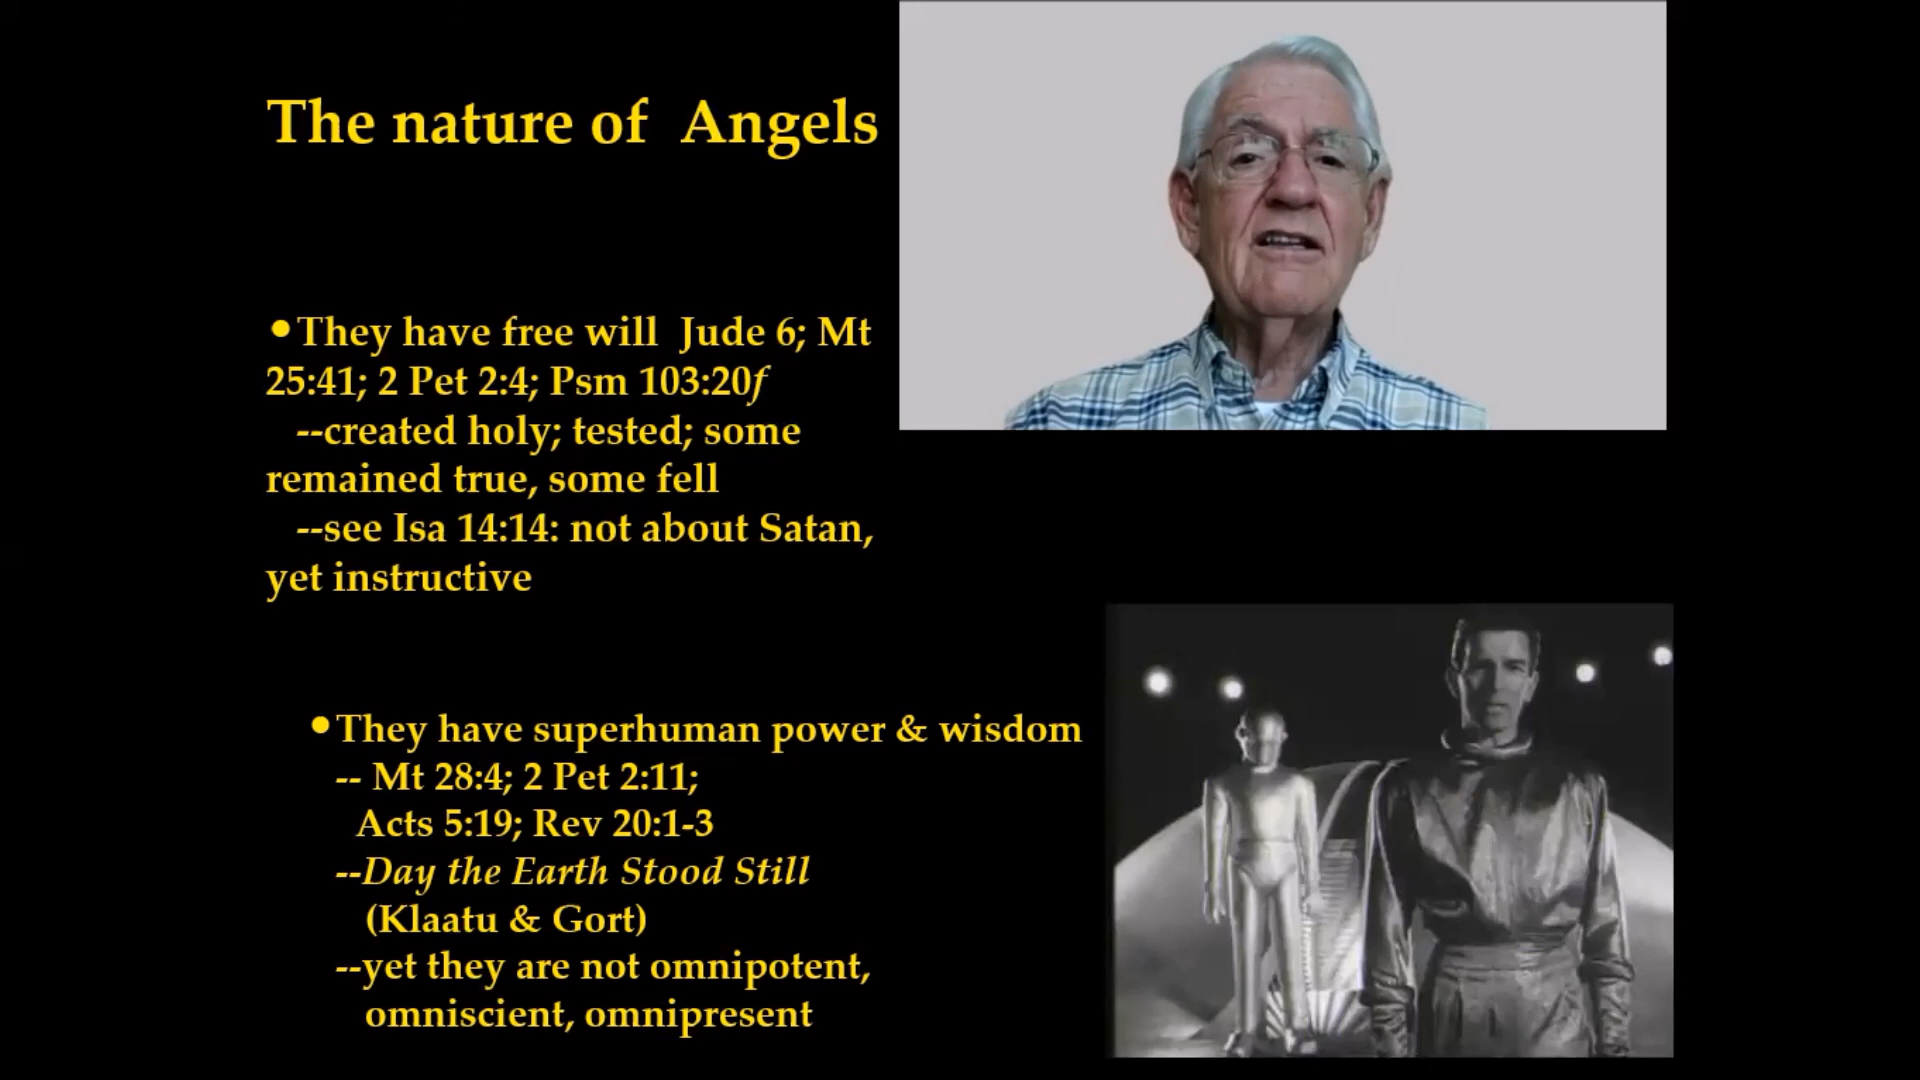 The nature of  Angels
•They have free will  Jude 6; Mt
25:41; 2 Pet 2:4; Psm 103:20f
--created holy; tested; some
remained true, some fell
--see Isa 14:14: not about Satan,
yet instructive
•They have superhuman power & wisdom
-- Mt 28:4; 2 Pet 2:11;
Acts 5:19; Rev 20:1-3
--Day the Earth Stood Still
(Klaatu & Gort)
--yet they are not omnipotent,
omniscient, omnipresent